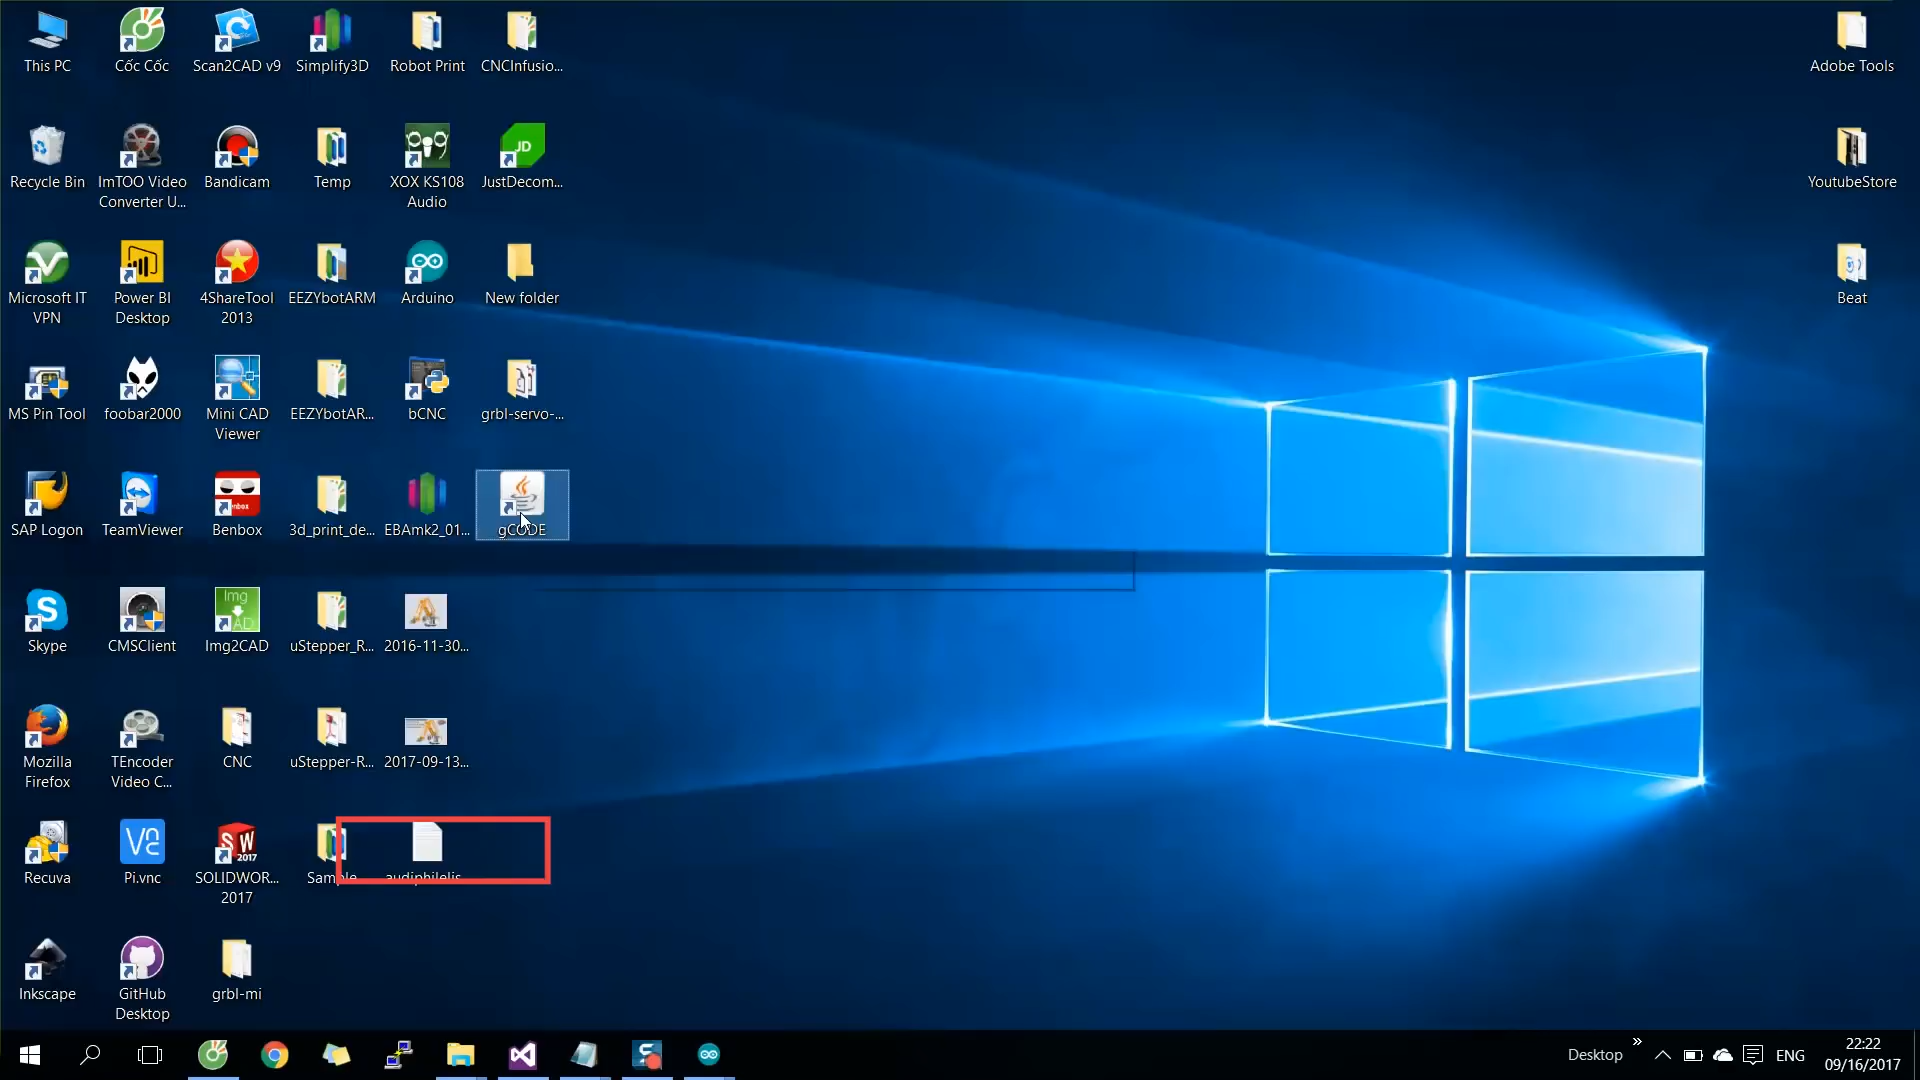 This PC
Cốc Cốc
Scan2CAD v9
Simplify3D
Robot Print
CNCInfusio...
Adobe Tools
Recycle Bin
ImTOO Video
Converter U...
Bandicam
Temp
XOX KS108
Audio
JD
JustDecom...
YoutubeStore
Microsoft IT
VPN
Power BI
Desktop
4ShareTool
2013
EEZYbotARM
Arduino
New folder
Beat
MS Pin Tool
foobar2000
Mini CAD
Viewer
EEZYbotAR...
bCNC
grbl-servo-...
SAP Logon
TeamViewer
Benbox
3d_print_de...
EBAmk2_01...
gCODE
Skype
CMSClient
Img2CAD
uStepper_R...
2016-11-30...
Mozilla
Firefox
TEncoder
Video C...
CNC
uStepper-R...
2017-09-13...
Recuva
Pi.vnc
SOLIDWOR...
2017
Sample
audiphilelis
Inkscape
GitHub
Desktop
grbl-mi
Desktop
ENG
22:22
09/16/2017